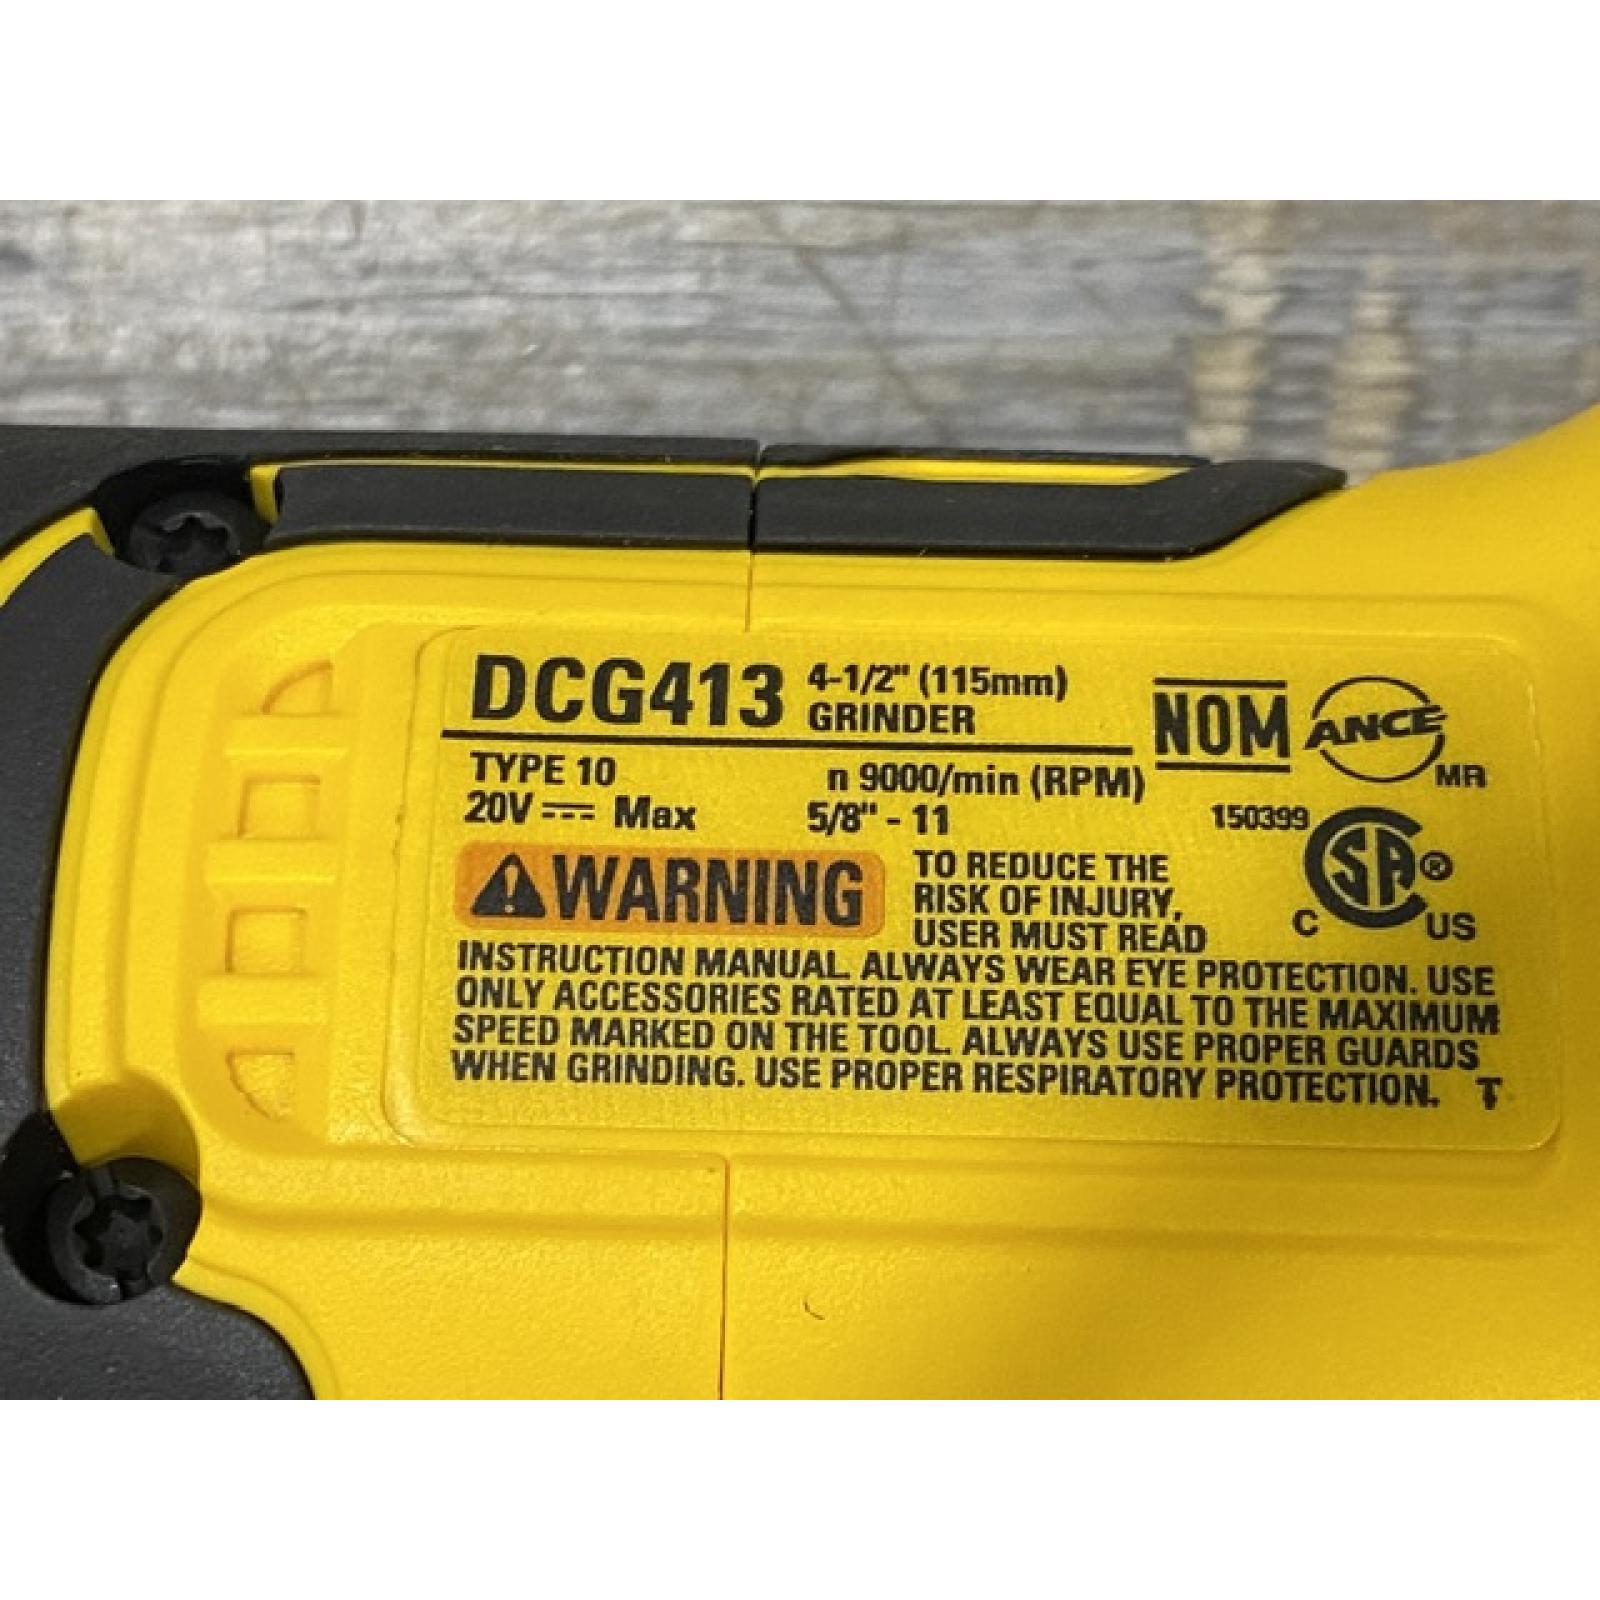 DCG413 4-1/2" (115mm)
GRINDER
NOM ANCE MR
TYPE 10 n 9000/min (RPM)
20V Max 5/8" - 11
150399 C SA® US
WARNING TO REDUCE THE
RISK OF INJURY,
USER MUST READ
INSTRUCTION MANUAL. ALWAYS WEAR EYE PROTECTION. USE
ONLY ACCESSORIES RATED AT LEAST EQUAL TO THE MAXIMUM
SPEED MARKED ON THE TOOL. ALWAYS USE PROPER GUARDS
WHEN GRINDING. USE PROPER RESPIRATORY PROTECTION.